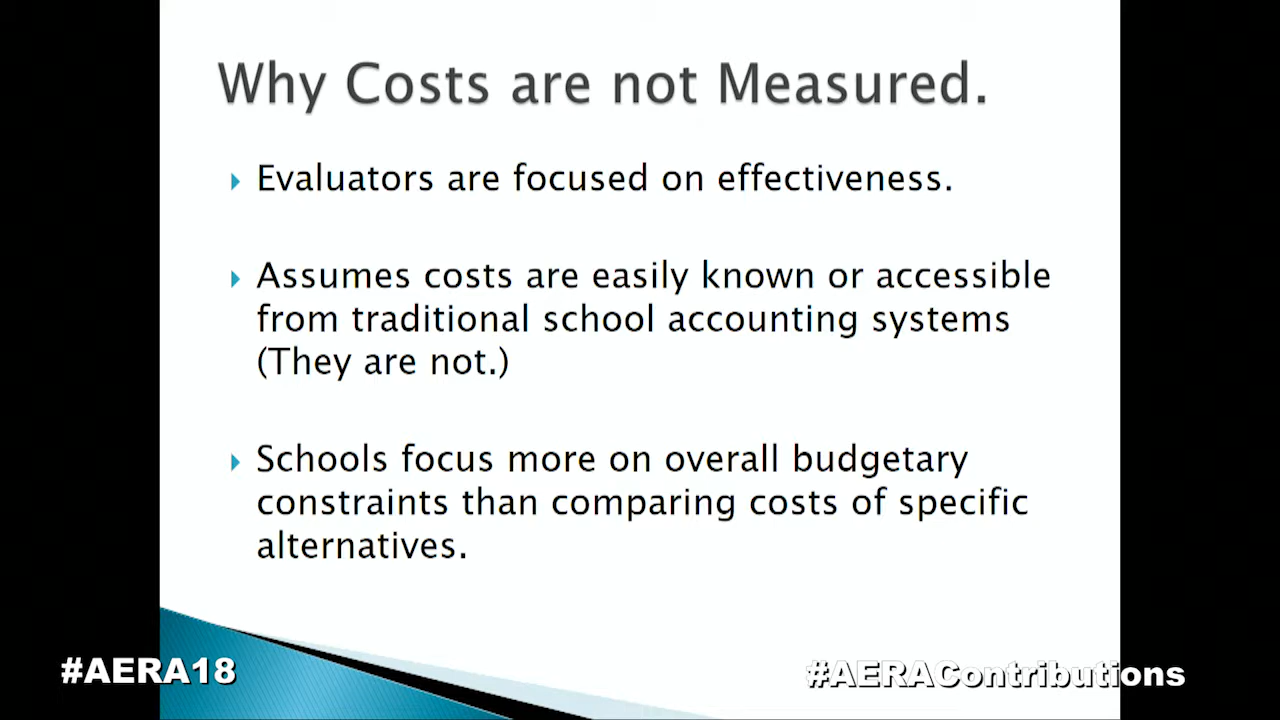 Why Costs are not Measured.
Evaluators are focused on effectiveness.
Assumes costs are easily known or accessible
from traditional school accounting systems
(They are not.)
Schools focus more on overall budgetary
constraints than comparing costs of specific
alternatives.
#AERA18
#AERAContributions